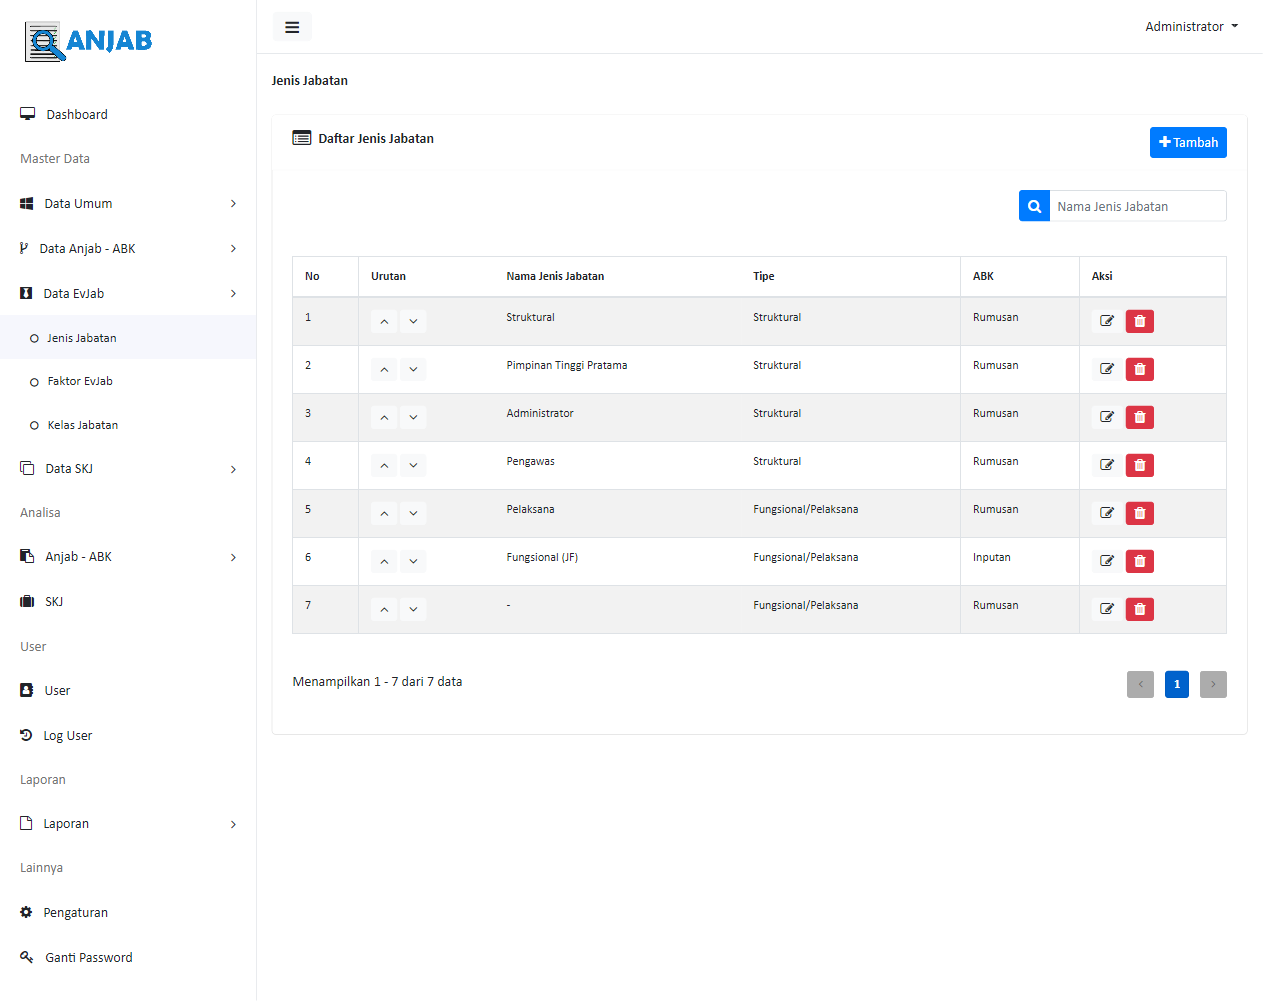 ANJAB
Administrator
Jenis Jabatan
Dashboard
Master Data
Data Umum
Data Anjab - ABK
Data EvJab
Jenis Jabatan
Faktor EvJab
Kelas Jabatan
Data SKJ
Analisa
Anjab - ABK
SKJ
User
User
Log User
Laporan
Laporan
Lainnya
Pengaturan
Ganti Password
Daftar Jenis Jabatan
Tambah
Nama Jenis Jabatan
No Urutan Nama Jenis Jabatan Tipe ABK Aksi
1 Struktural Struktural Rumusan
2 Pimpinan Tinggi Pratama Struktural Rumusan
3 Administrator Struktural Rumusan
4 Pengawas Struktural Rumusan
5 Pelaksana Fungsional/Pelaksana Rumusan
6 Fungsional (JF) Fungsional/Pelaksana Inputan
7 - Fungsional/Pelaksana Rumusan
Menampilkan 1 - 7 dari 7 data
< 1 >